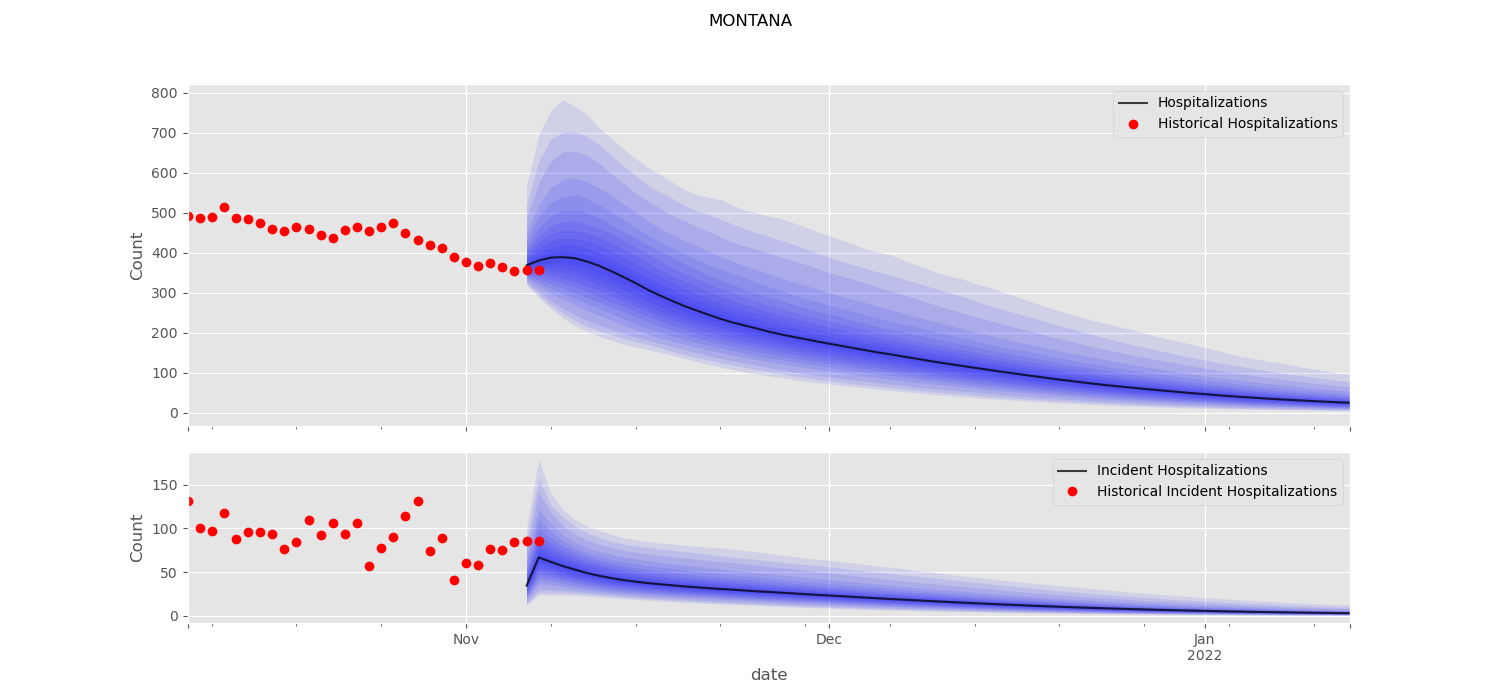 MONTANA
800
700
600
500
400
300
200
100
0
Count
Hospitalizations
Historical Hospitalizations
150
100
50
0
Count
Incident Hospitalizations
Historical Incident Hospitalizations
Nov
Dec
Jan
2022
date